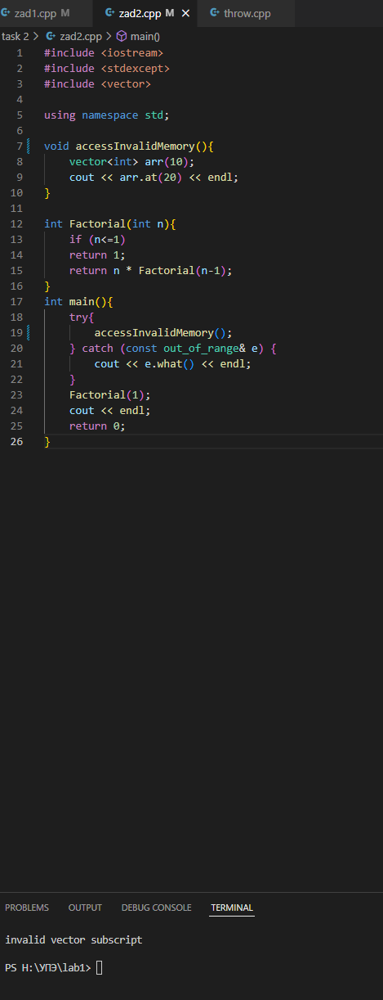 zad1.cpp M zad2.cpp M throw.cpp
task 2 > zad2.cpp > main()
1 #include <iostream>
2 #include <stdexcept>
3 #include <vector>
4
5 using namespace std;
6
7 void accessInvalidMemory(){
8     vector<int> arr(10);
9     cout << arr.at(20) << endl;
10 }
11
12 int Factorial(int n){
13     if (n<=1)
14     return 1;
15     return n * Factorial(n-1);
16 }
17 int main(){
18     try{
19         accessInvalidMemory();
20     } catch (const out_of_range& e) {
21         cout << e.what() << endl;
22     }
23     Factorial(1);
24     cout << endl;
25     return 0;
26 }
PROBLEMS OUTPUT DEBUG CONSOLE TERMINAL
invalid vector subscript
PS H:\УПЭ\lab1>